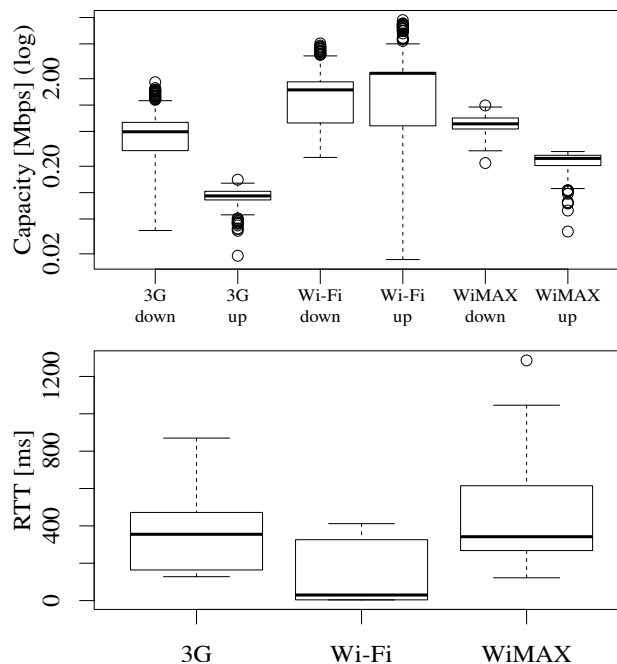 Capacity [Mbps] (log)
2.00
0.20
0.02
3G down
3G up
Wi-Fi down
Wi-Fi up
WiMAX down
WiMAX up
RTT [ms]
1200
800
400
0
3G
Wi-Fi
WiMAX